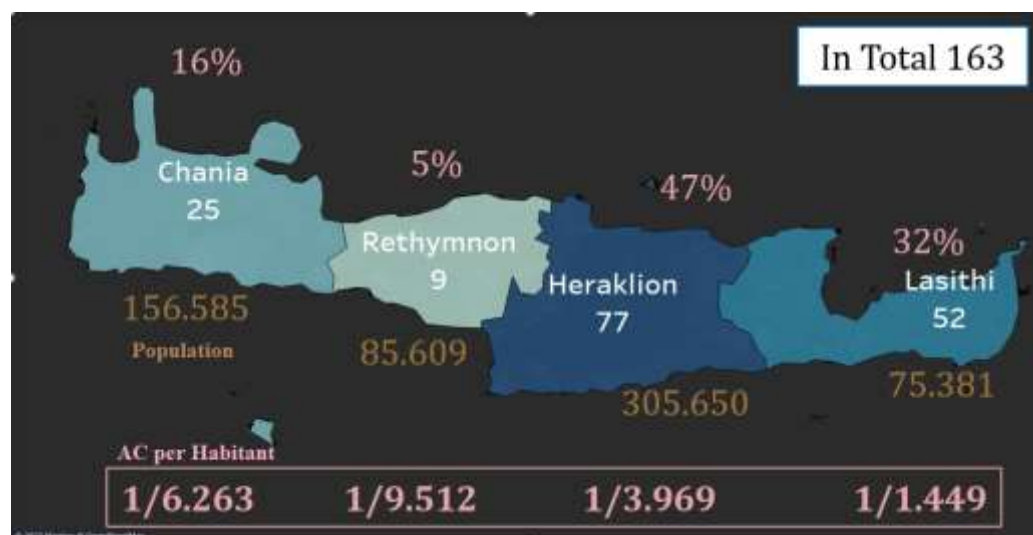 In Total 163
16%
Chania
25
5%
47%
Rethymnon
9
Heraklion
77
32%
Lasithi
52
156.585
Population
85.609
305.650
75.381
AC per Habitant
1/6.263 1/9.512 1/3.969 1/1.449